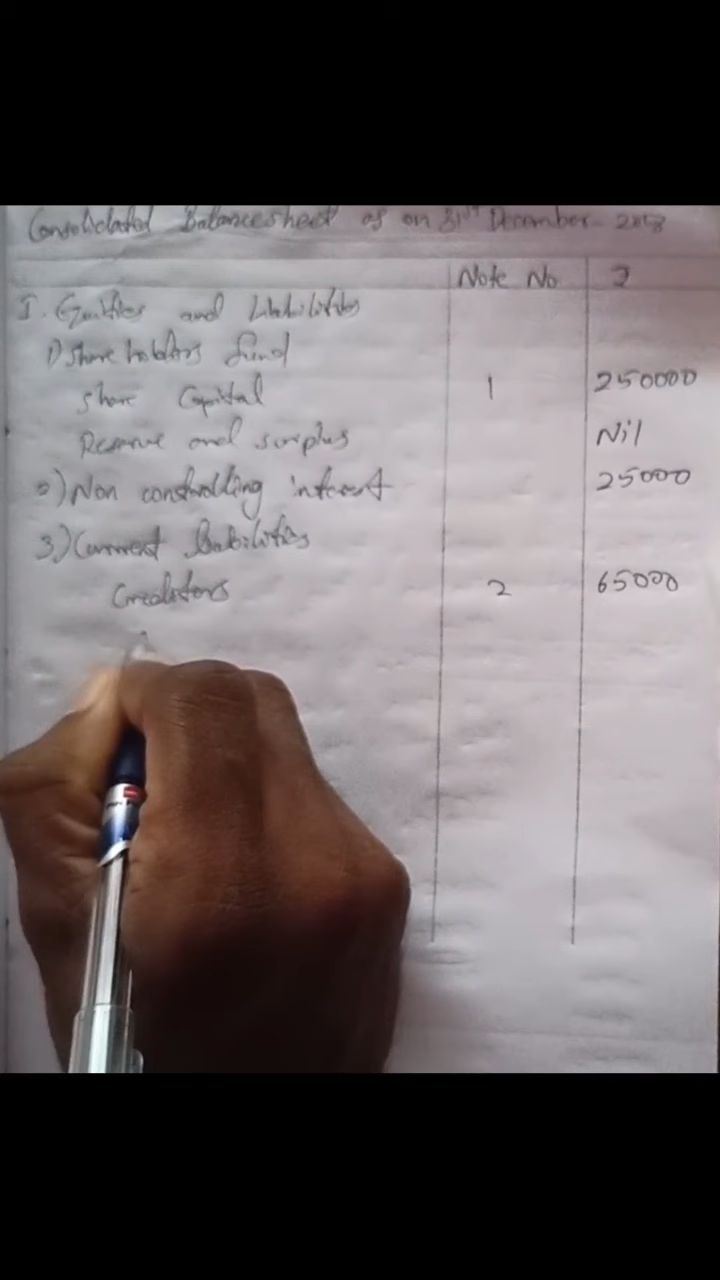 Consolidated Balancesheet as on 31st December 2018
Note No ₹
I. Equities and Liabilities
1) Share holders fund
Share Capital 1 250000
Reserve and surplus Nil
2) Non controlling interest 25000
3) Current liabilities
Creditors 2 65000